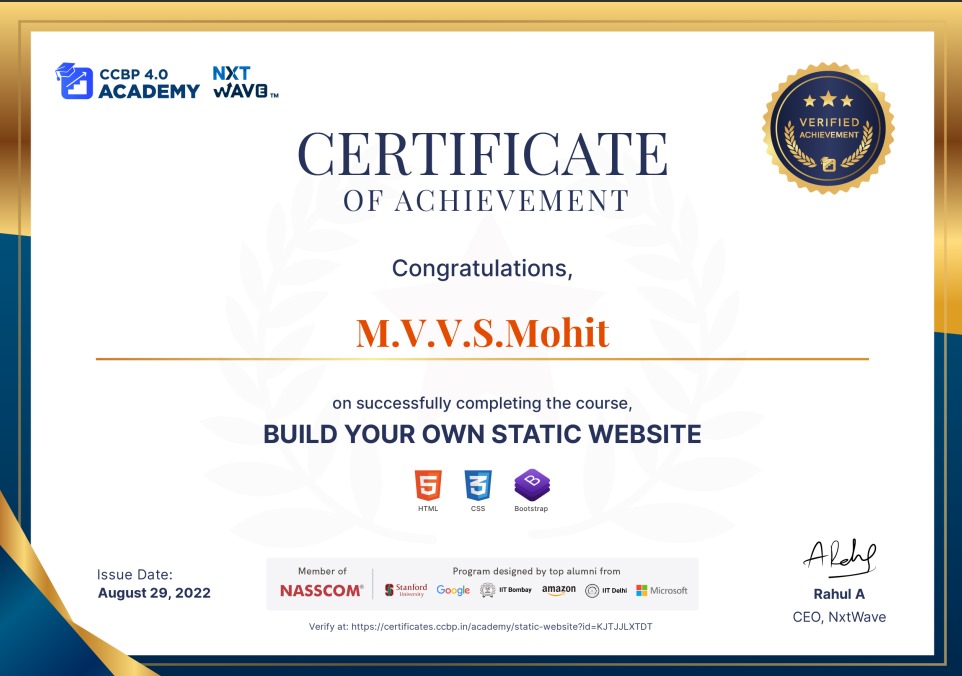 CCBP 4.0
ACADEMY
NXT
WAVE™
VERIFIED
ACHIEVEMENT
CERTIFICATE
OF ACHIEVEMENT
Congratulations,
M.V.V.S.Mohit
on successfully completing the course,
BUILD YOUR OWN STATIC WEBSITE
HTML CSS Bootstrap
Issue Date:
August 29, 2022
Member of
NASSCOM®
Program designed by top alumni from
Stanford University Google IIT Bombay amazon IIT Delhi Microsoft
Verify at: https://certificates.ccbp.in/academy/static-website?id=KJTJJLXTDT
Rahul A
CEO, NxtWave